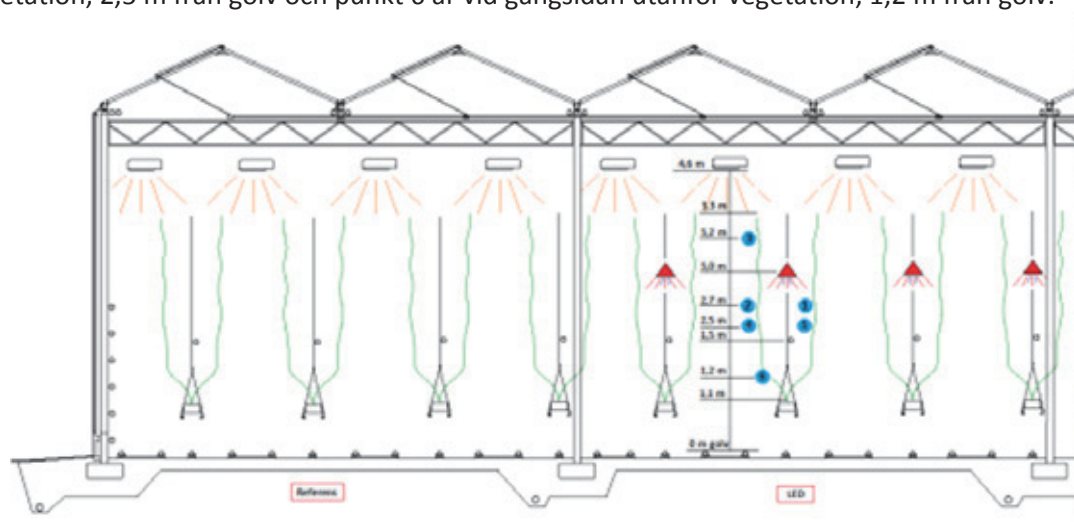 etation, 2,5 m från golv och punkt 6 är vid gångsidan utanför vegetation, 1,2 m från golv.
4,6 m
3,3 m
3,2 m
3
3,0 m
2,7 m
2
1
2,5 m
4
5
1,5 m
1,2 m
6
1,1 m
0 m golv
Referens
LED